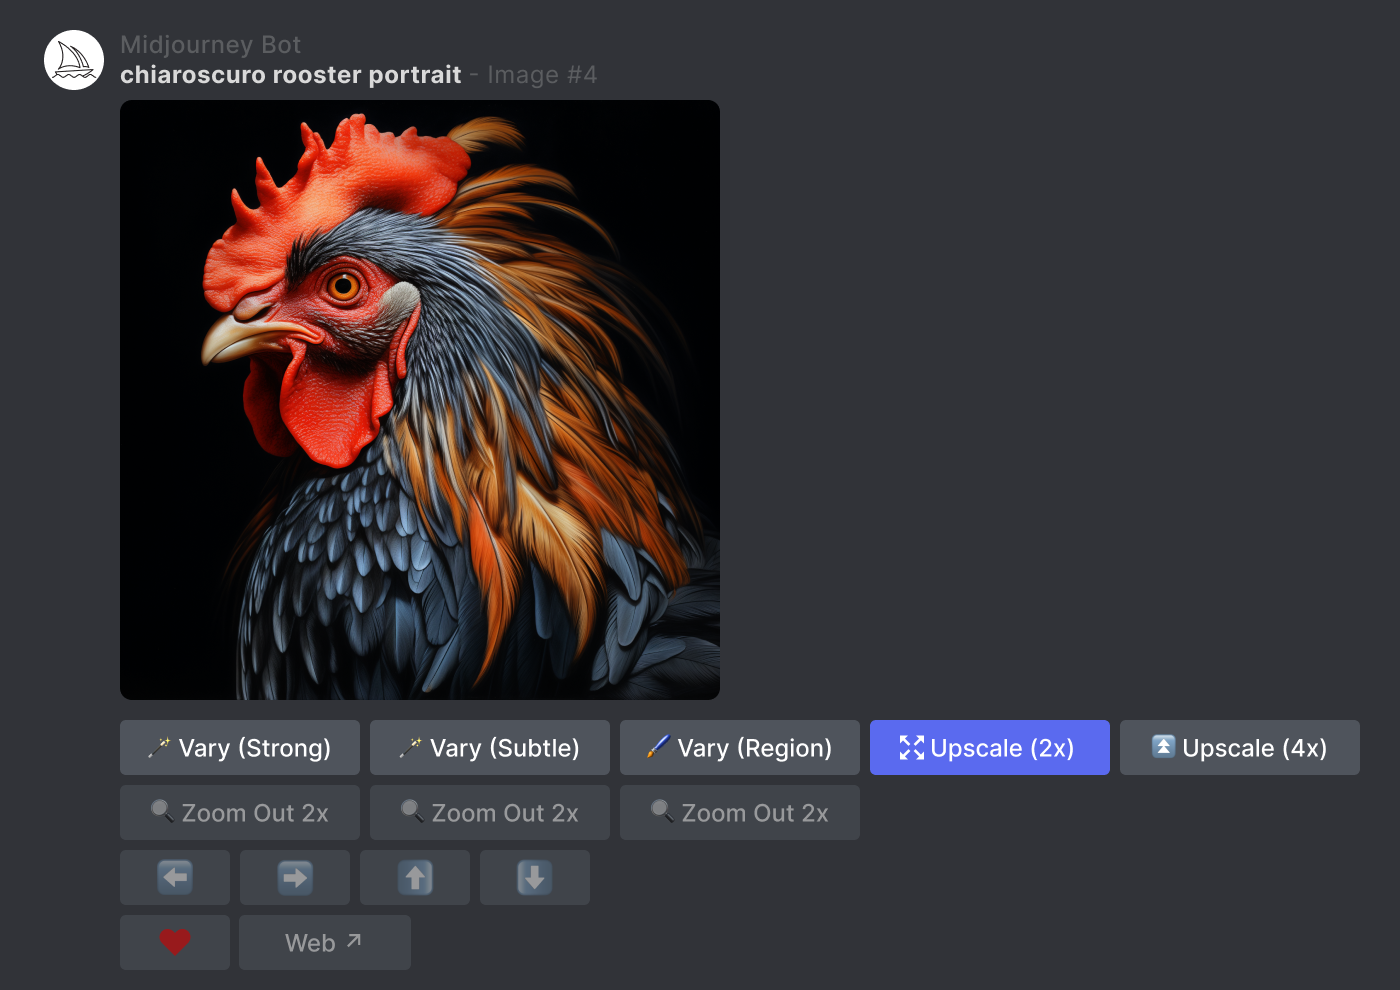 Midjourney Bot
chiaroscuro rooster portrait - Image #4
Vary (Strong) Vary (Subtle) Vary (Region) Upscale (2x) Upscale (4x)
Zoom Out 2x Zoom Out 2x Zoom Out 2x
Web ↗